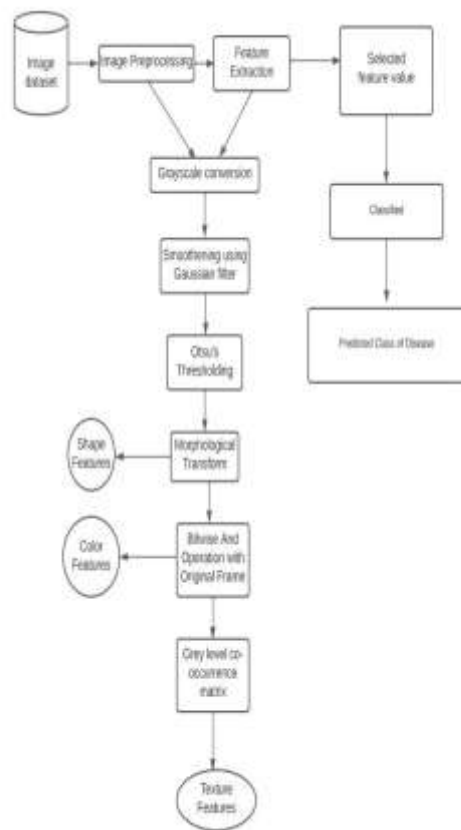 Image
dataset
Image Preprocessing
Feature
Extraction
Selected
feature value
Grayscale conversion
Classifier
Smoothening using
Gaussian filter
Predicted Class of Disease
Otsu's
Thresholding
Shape
Features
Morphological
Transform
Color
Features
Bitwise And
Operation with
Original Frame
Grey level co-
occurrence
matrix
Texture
Features